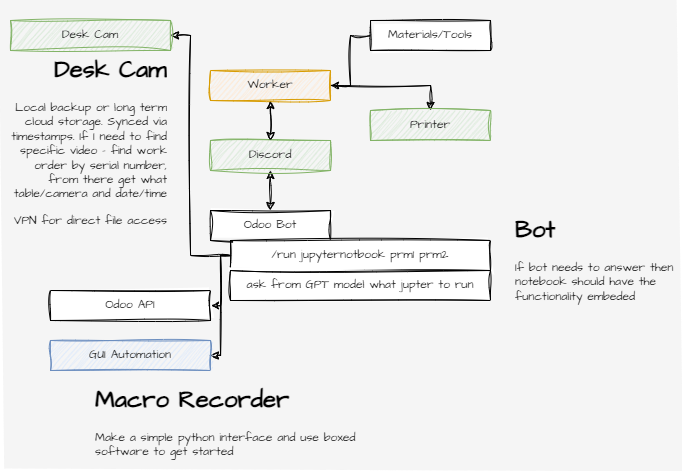 Desk Cam
Materials/Tools
Desk Cam
Worker
Local backup or long term
cloud storage. Synced via
timestamps. If I need to find
specific video - find work
order by serial number,
from there get what
table/camera and date/time
VPN for direct file access
Printer
Discord
Odoo Bot
/run jupyternotbook prm1 prm2
ask from GPT model what jupter to run
Bot
If bot needs to answer then
notebook should have the
functionality embeded
Odoo API
GUI Automation
Macro Recorder
Make a simple python interface and use boxed
software to get started